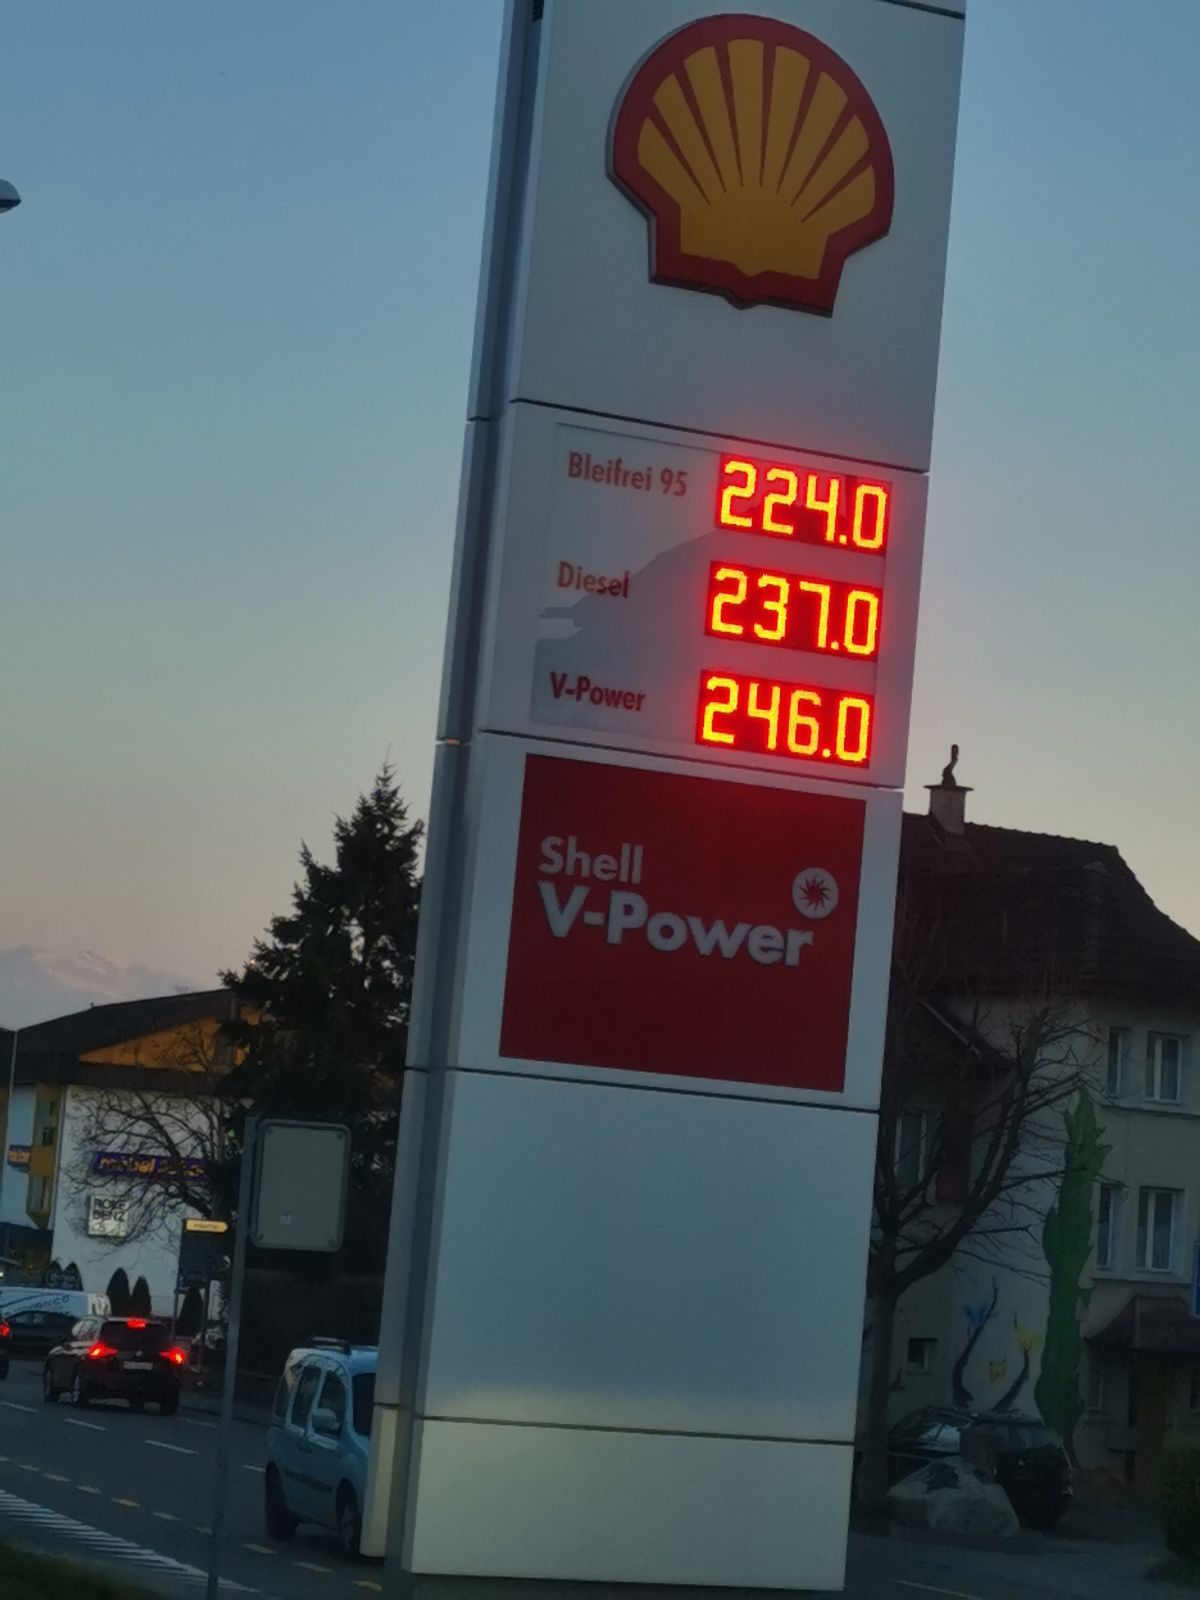 Bleifrei 95 224.0
Diesel 237.0
V-Power 246.0
Shell
V-Power